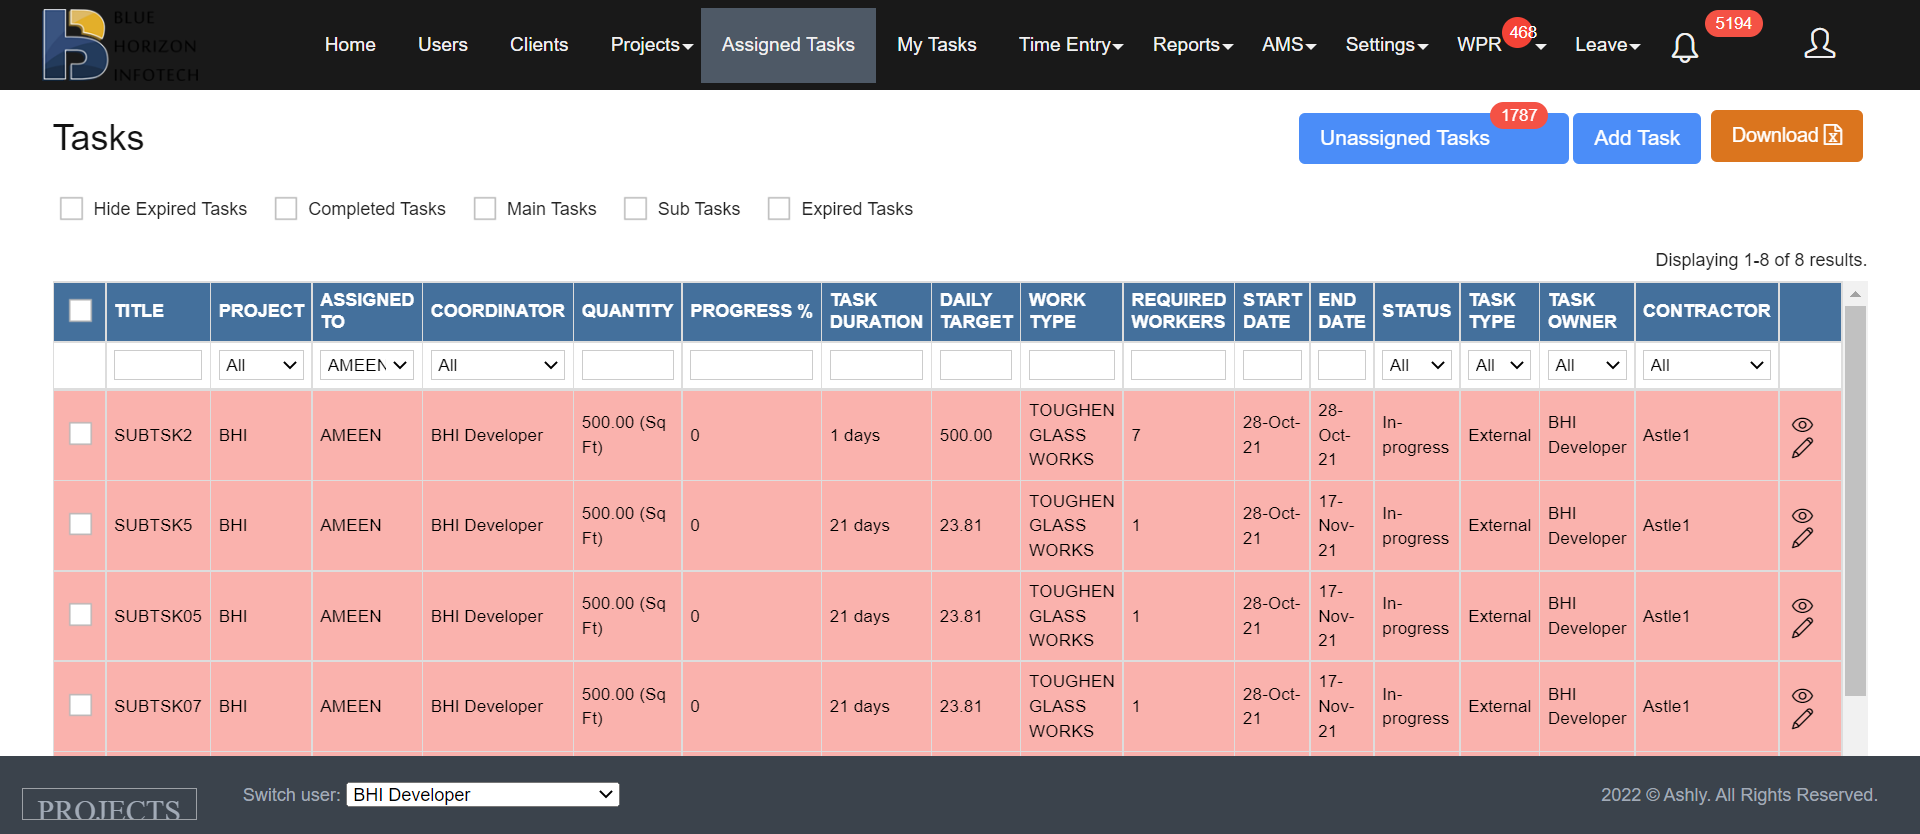 BLUE
HORIZON
INFOTECH
Home Users Clients Projects Assigned Tasks My Tasks Time Entry Reports AMS Settings WPR 468 Leave 5194
Tasks
Unassigned Tasks 1787 Add Task Download
Hide Expired Tasks Completed Tasks Main Tasks Sub Tasks Expired Tasks
Displaying 1-8 of 8 results.
TITLE PROJECT ASSIGNED TO COORDINATOR QUANTITY PROGRESS % TASK DURATION DAILY TARGET WORK TYPE REQUIRED WORKERS START DATE END DATE STATUS TASK TYPE TASK OWNER CONTRACTOR
All AMEEN All All All All All
SUBTSK2 BHI AMEEN BHI Developer 500.00 (Sq Ft) 0 1 days 500.00 TOUGHEN GLASS WORKS 7 28-Oct-21 28-Oct-21 In-progress External BHI Developer Astle1
SUBTSK5 BHI AMEEN BHI Developer 500.00 (Sq Ft) 0 21 days 23.81 TOUGHEN GLASS WORKS 1 28-Oct-21 17-Nov-21 In-progress External BHI Developer Astle1
SUBTSK05 BHI AMEEN BHI Developer 500.00 (Sq Ft) 0 21 days 23.81 TOUGHEN GLASS WORKS 1 28-Oct-21 17-Nov-21 In-progress External BHI Developer Astle1
SUBTSK07 BHI AMEEN BHI Developer 500.00 (Sq Ft) 0 21 days 23.81 TOUGHEN GLASS WORKS 1 28-Oct-21 17-Nov-21 In-progress External BHI Developer Astle1
PROJECTS Switch user: BHI Developer 2022 © Ashly. All Rights Reserved.